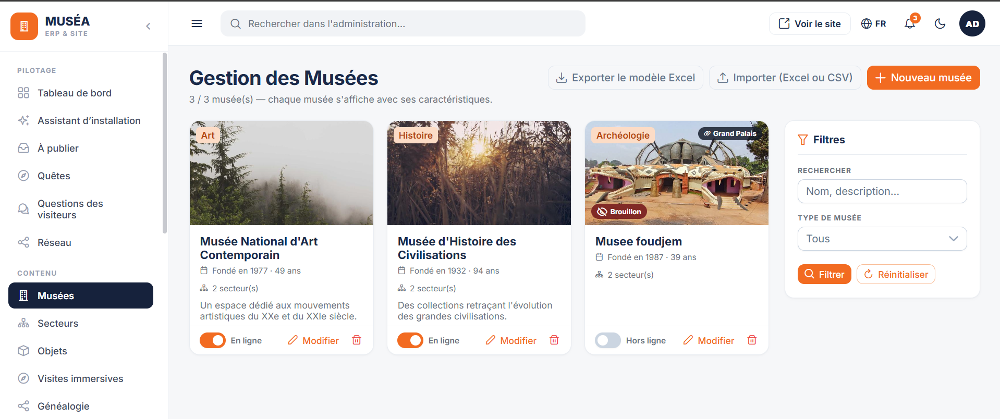 MUSÉA
ERP & SITE
Rechercher dans l'administration...
Voir le site
FR
3
AD
PILOTAGE
Tableau de bord
Assistant d’installation
À publier
Quêtes
Questions des
visiteurs
Réseau
CONTENU
Musées
Secteurs
Objets
Visites immersives
Généalogie
Gestion des Musées
3 / 3 musée(s) — chaque musée s'affiche avec ses caractéristiques.
Exporter le modèle Excel
Importer (Excel ou CSV)
Nouveau musée
Art
Musée National d'Art
Contemporain
Fondé en 1977 · 49 ans
2 secteur(s)
Un espace dédié aux mouvements
artistiques du XXe et du XXIe siècle.
En ligne
Modifier
Histoire
Musée d'Histoire des
Civilisations
Fondé en 1932 · 94 ans
2 secteur(s)
Des collections retraçant l'évolution
des grandes civilisations.
En ligne
Modifier
Archéologie
Grand Palais
Brouillon
Musee foudjem
Fondé en 1987 · 39 ans
2 secteur(s)
Hors ligne
Modifier
Filtres
RECHERCHER
Nom, description...
TYPE DE MUSÉE
Tous
Filtrer
Réinitialiser